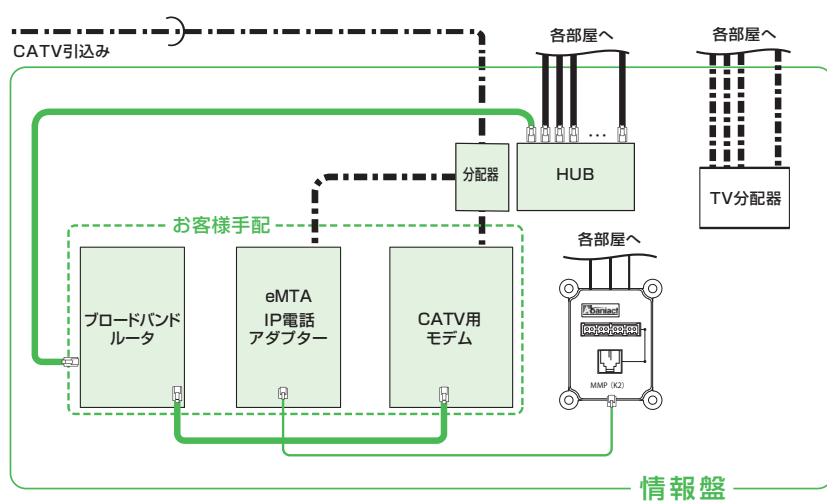 CATV引込み
各部屋へ
各部屋へ
分配器
HUB
TV分配器
お客様手配
各部屋へ
ブロードバンド
ルータ
eMTA
IP電話
アダプター
CATV用
モデム
abaniact
MMP（K2）
情報盤